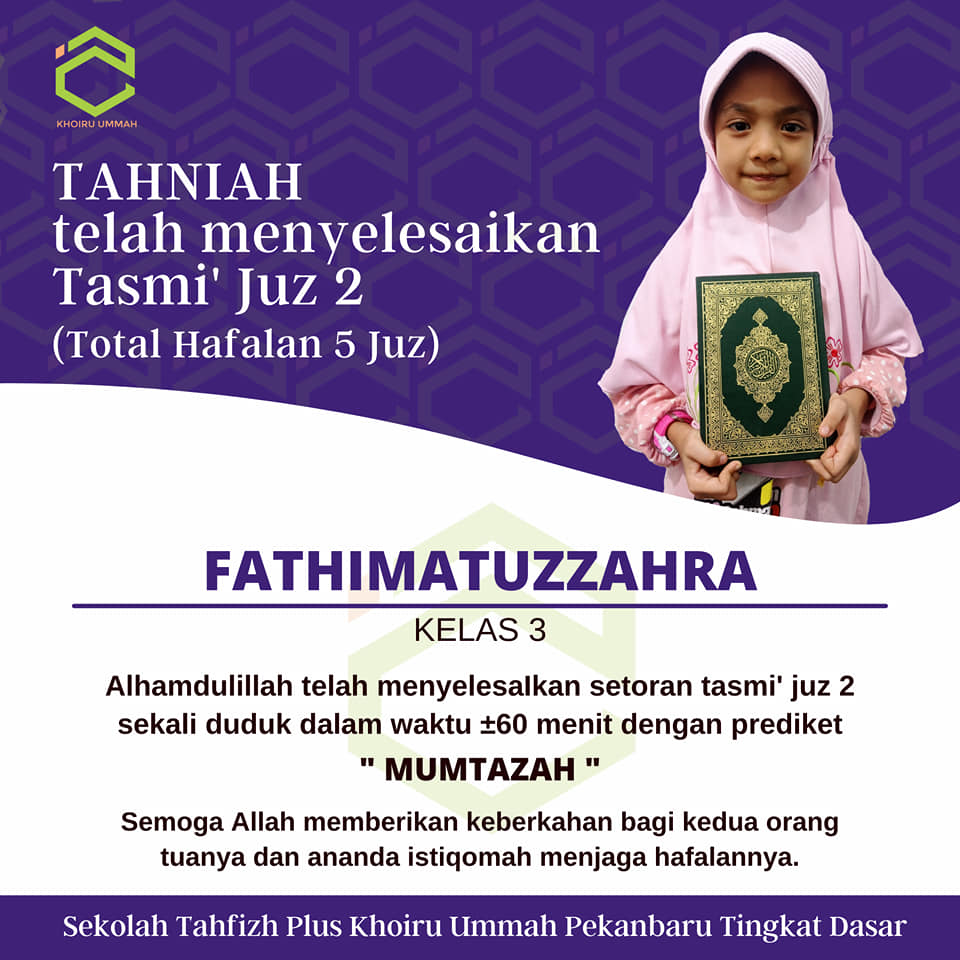 KHOIRU UMMAH
TAHNIAH
telah menyelesaikan
Tasmi' Juz 2
(Total Hafalan 5 Juz)
FATHIMATUZZAHRA
KELAS 3
Alhamdulillah telah menyelesaIkan setoran tasmi' juz 2
sekali duduk dalam waktu ±60 menit dengan prediket
" MUMTAZAH "
Semoga Allah memberikan keberkahan bagi kedua orang
tuanya dan ananda istiqomah menjaga hafalannya.
Sekolah Tahfizh Plus Khoiru Ummah Pekanbaru Tingkat Dasar